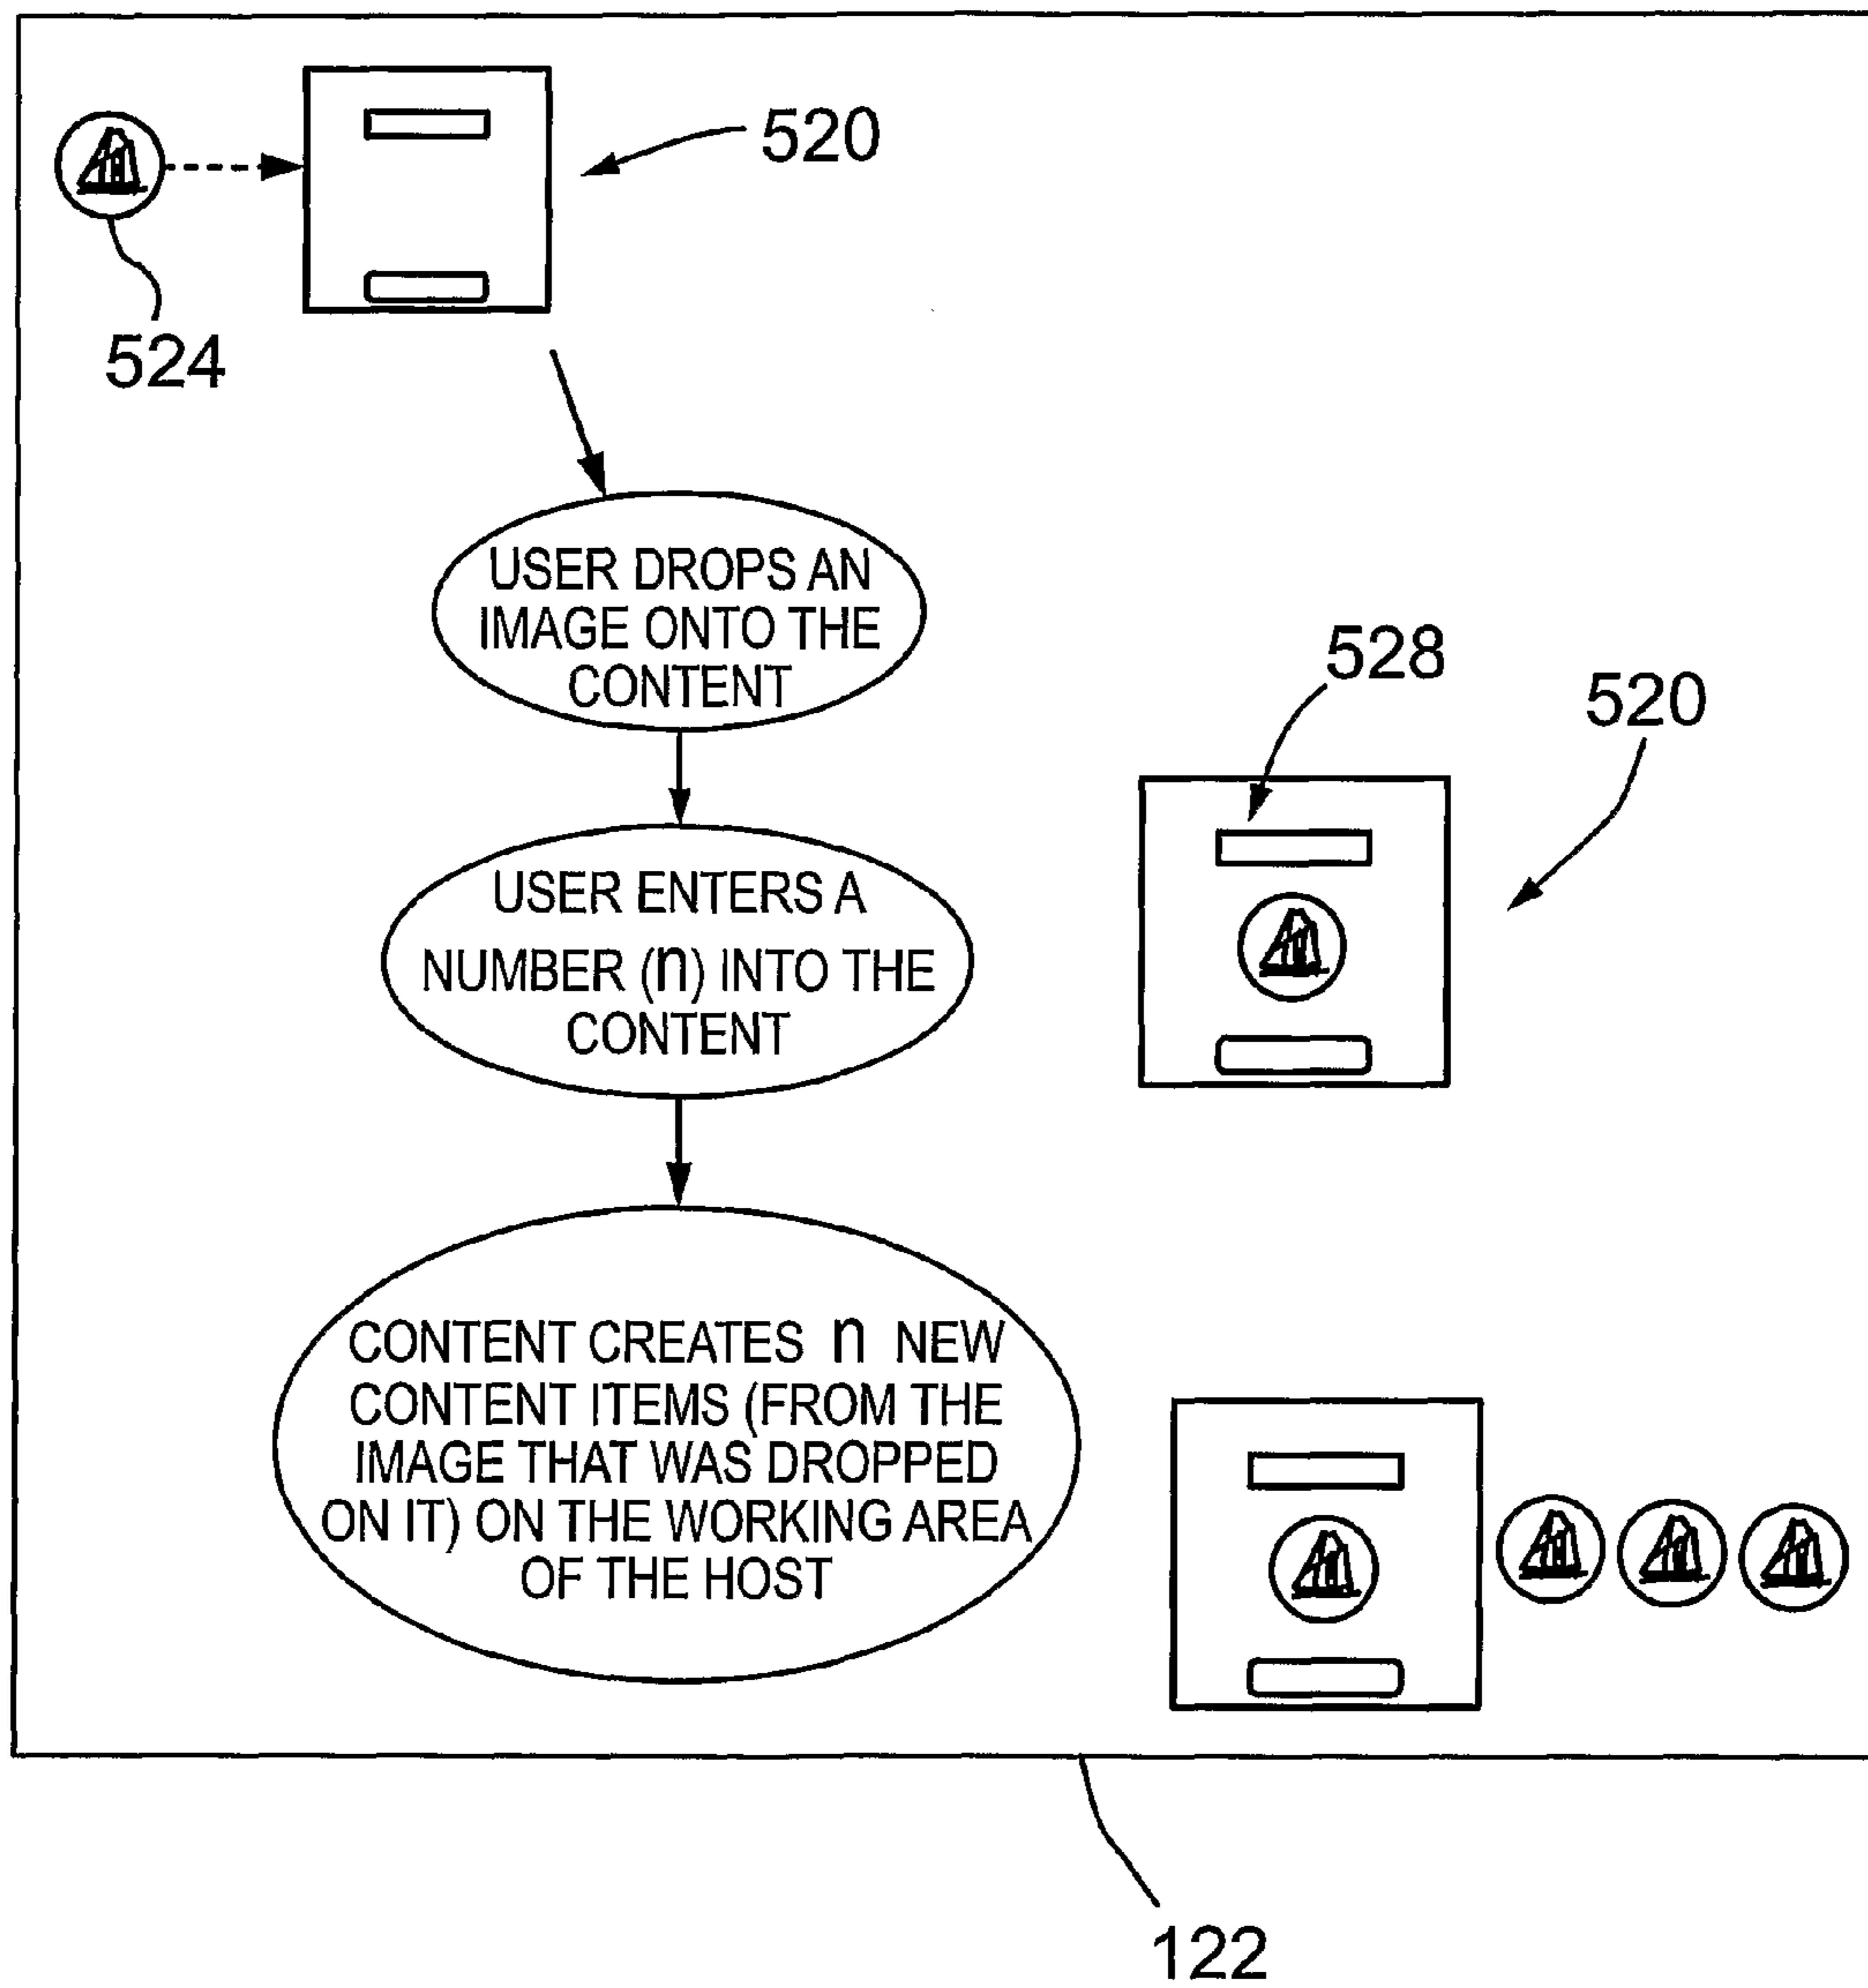 520
524
USER DROPS AN
IMAGE ONTO THE
CONTENT
528
520
USER ENTERS A
NUMBER (n) INTO THE
CONTENT
CONTENT CREATES n NEW
CONTENT ITEMS (FROM THE
IMAGE THAT WAS DROPPED
ON IT) ON THE WORKING AREA
OF THE HOST
122